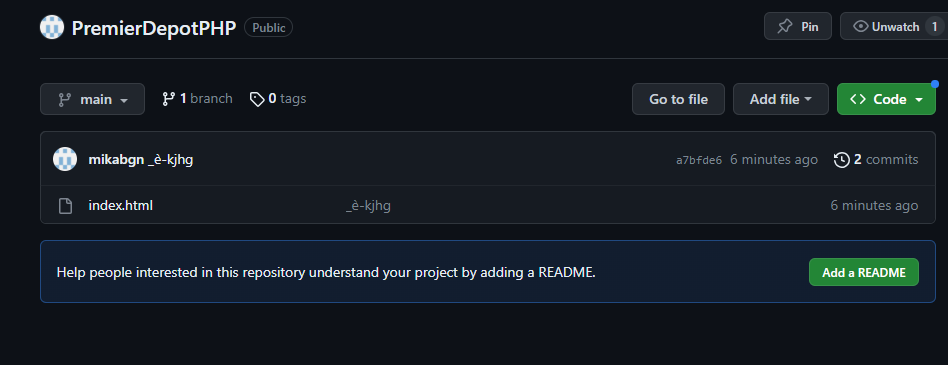 PremierDepotPHP Public Pin Unwatch 1
main 1 branch 0 tags Go to file Add file Code
mikabgn _è-kjhg a7bfde6 6 minutes ago 2 commits
index.html _è-kjhg 6 minutes ago
Help people interested in this repository understand your project by adding a README. Add a README